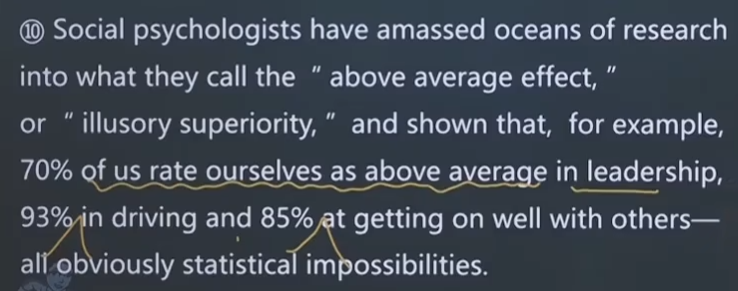 ⑩ Social psychologists have amassed oceans of research
into what they call the “ above average effect, ”
or “ illusory superiority, ” and shown that, for example,
70% of us rate ourselves as above average in leadership,
93% in driving and 85% at getting on well with others—
all obviously statistical impossibilities.